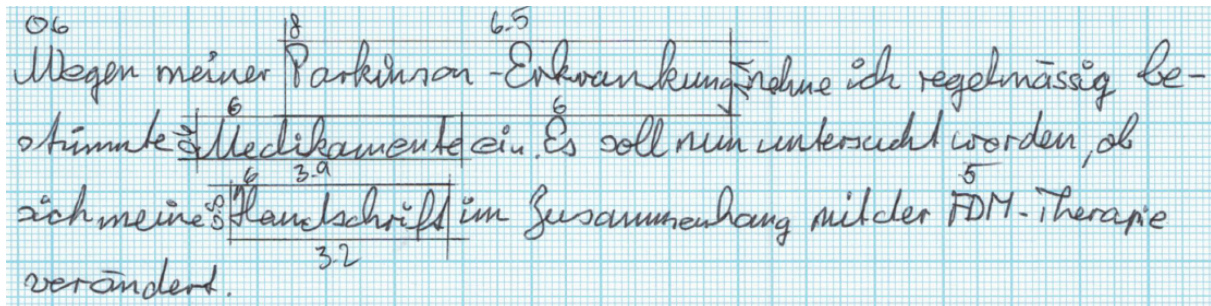 06 8 6.5
Wegen meiner Parkinson-Erkrankung nehme ich regelmässig be-
6 6
stimmte Medikamente ein. Es soll nun untersucht worden, ob
6 3.9 5
sich meine Handschrift im Zusammenhang mit der FDM-Therapie
3.2
verändert.